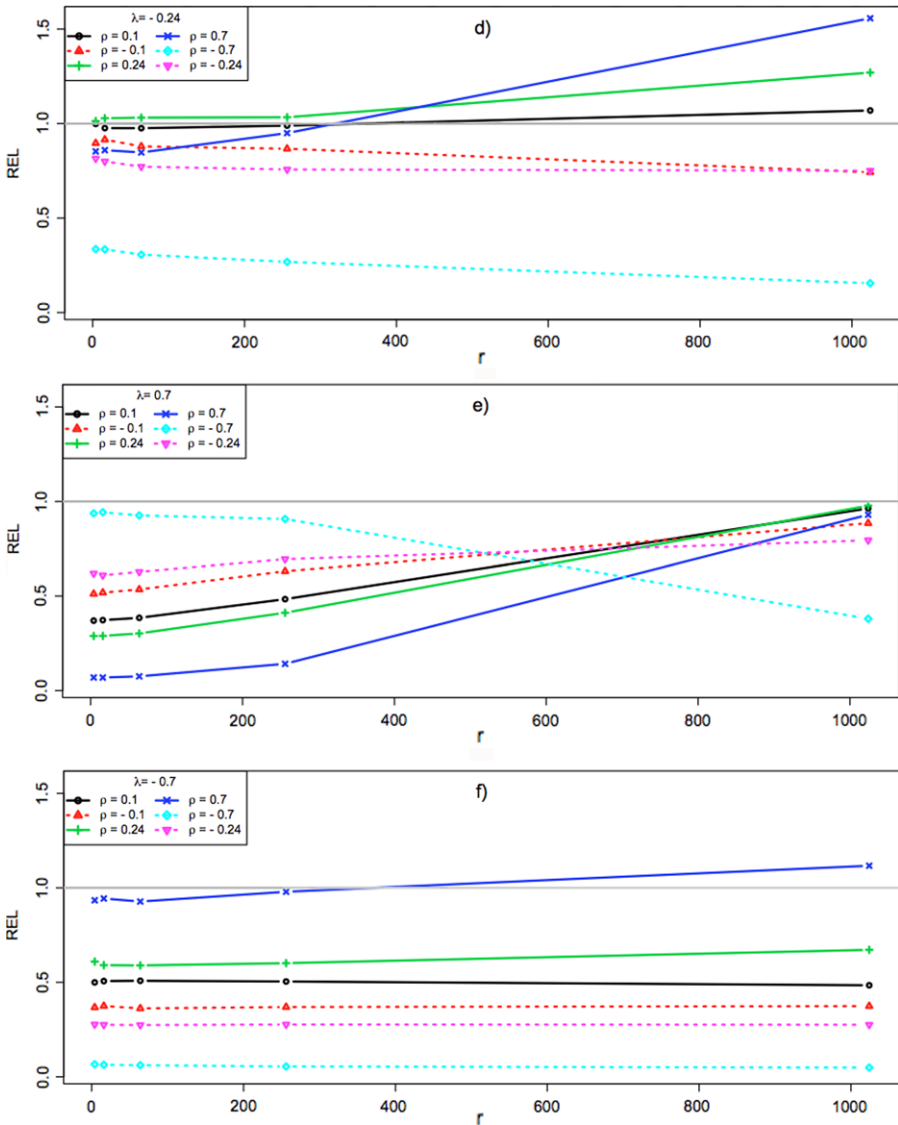 d)
λ= - 0.24
ρ = 0.1 ρ = 0.7
ρ = - 0.1 ρ = - 0.7
ρ = 0.24 ρ = - 0.24
REL
1.5
1.0
0.5
0.0
0 200 400 600 800 1000
r
e)
λ= 0.7
ρ = 0.1 ρ = 0.7
ρ = - 0.1 ρ = - 0.7
ρ = 0.24 ρ = - 0.24
REL
1.5
1.0
0.5
0.0
0 200 400 600 800 1000
r
f)
λ= - 0.7
ρ = 0.1 ρ = 0.7
ρ = - 0.1 ρ = - 0.7
ρ = 0.24 ρ = - 0.24
REL
1.5
1.0
0.5
0.0
0 200 400 600 800 1000
r